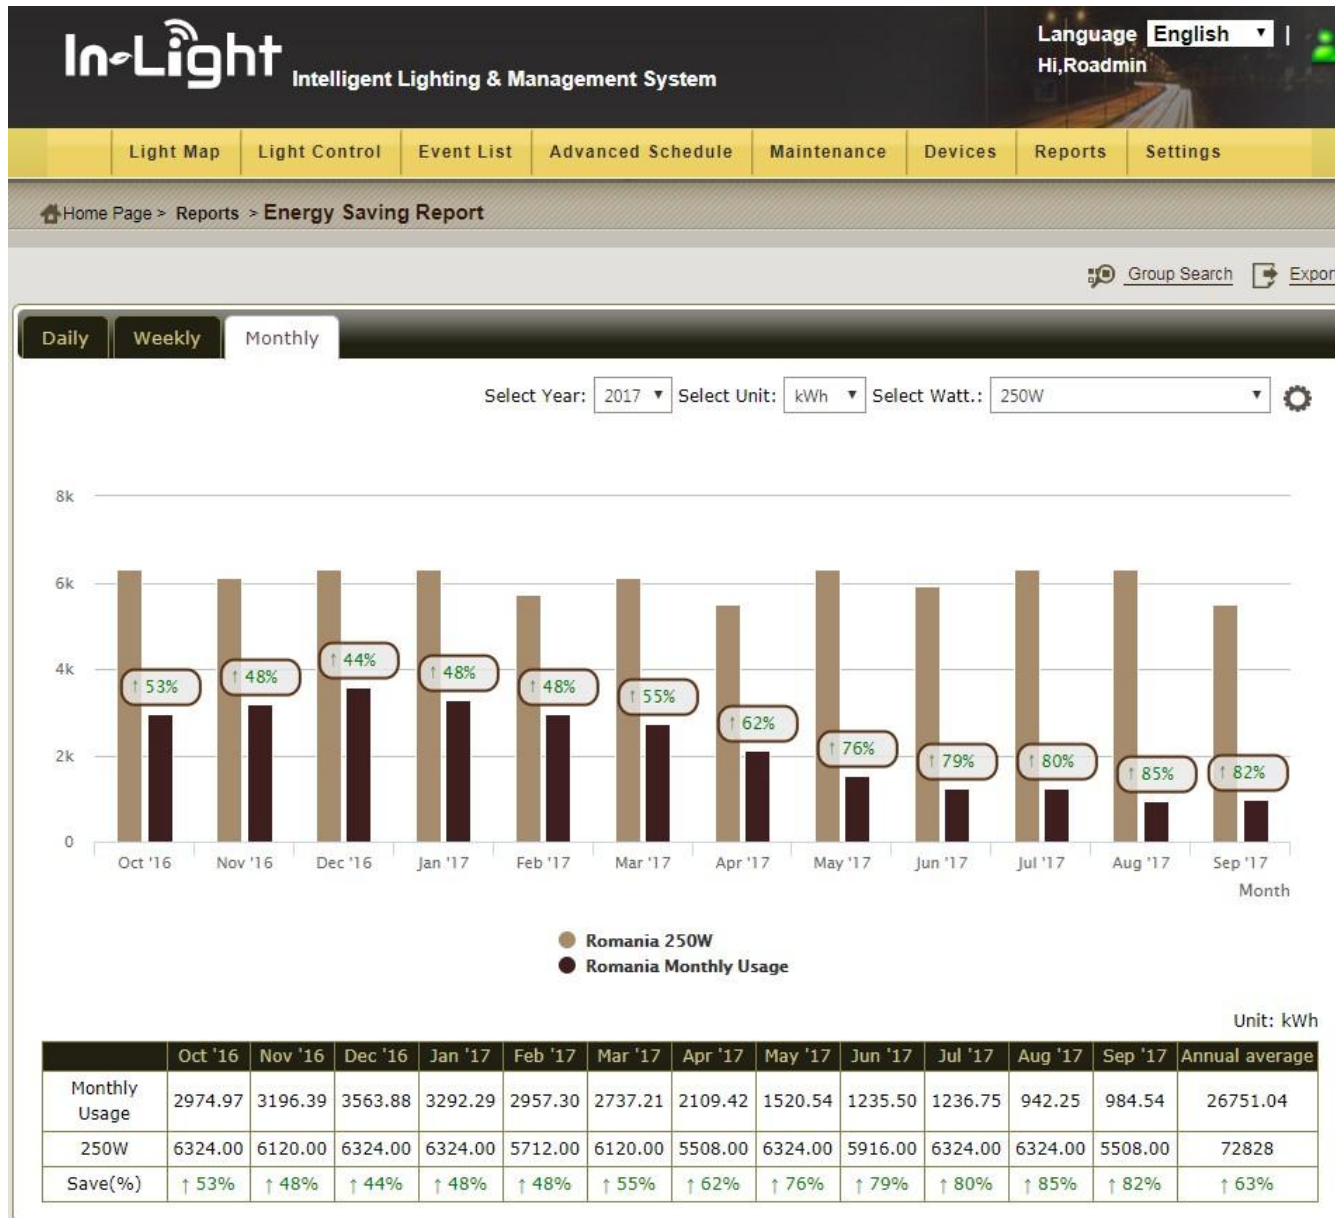 In-Light Intelligent Lighting & Management System
Language English |
Hi,Roadmin
Light Map Light Control Event List Advanced Schedule Maintenance Devices Reports Settings
Home Page > Reports > Energy Saving Report
Group Search Expor
Daily Weekly Monthly
Select Year: 2017 Select Unit: kWh Select Watt.: 250W
8k
6k
4k
2k
0
↑ 53% ↑ 48% ↑ 44% ↑ 48% ↑ 48% ↑ 55% ↑ 62% ↑ 76% ↑ 79% ↑ 80% ↑ 85% ↑ 82%
Oct '16 Nov '16 Dec '16 Jan '17 Feb '17 Mar '17 Apr '17 May '17 Jun '17 Jul '17 Aug '17 Sep '17
Month
Romania 250W
Romania Monthly Usage
Unit: kWh
Oct '16 Nov '16 Dec '16 Jan '17 Feb '17 Mar '17 Apr '17 May '17 Jun '17 Jul '17 Aug '17 Sep '17 Annual average
Monthly
Usage 2974.97 3196.39 3563.88 3292.29 2957.30 2737.21 2109.42 1520.54 1235.50 1236.75 942.25 984.54 26751.04
250W 6324.00 6120.00 6324.00 6324.00 5712.00 6120.00 5508.00 6324.00 5916.00 6324.00 6324.00 5508.00 72828
Save(%) ↑ 53% ↑ 48% ↑ 44% ↑ 48% ↑ 48% ↑ 55% ↑ 62% ↑ 76% ↑ 79% ↑ 80% ↑ 85% ↑ 82% ↑ 63%